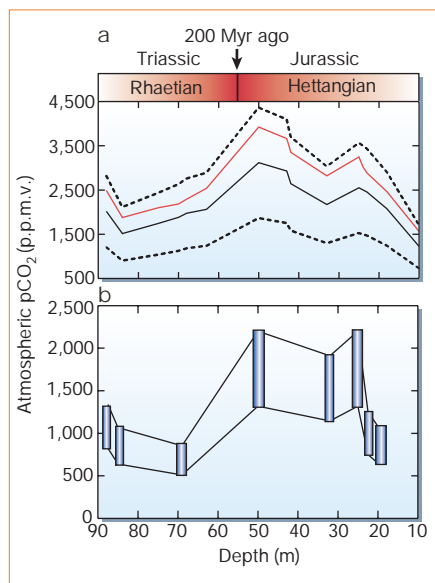 a
200 Myr ago
Triassic Jurassic
Rhaetian Hettangian
4,500
3,500
2,500
1,500
500
b
2,500
2,000
1,500
1,000
500
0
90 80 70 60 50 40 30 20 10
Depth (m)
Atmospheric pCO₂ (p.p.m.v.)